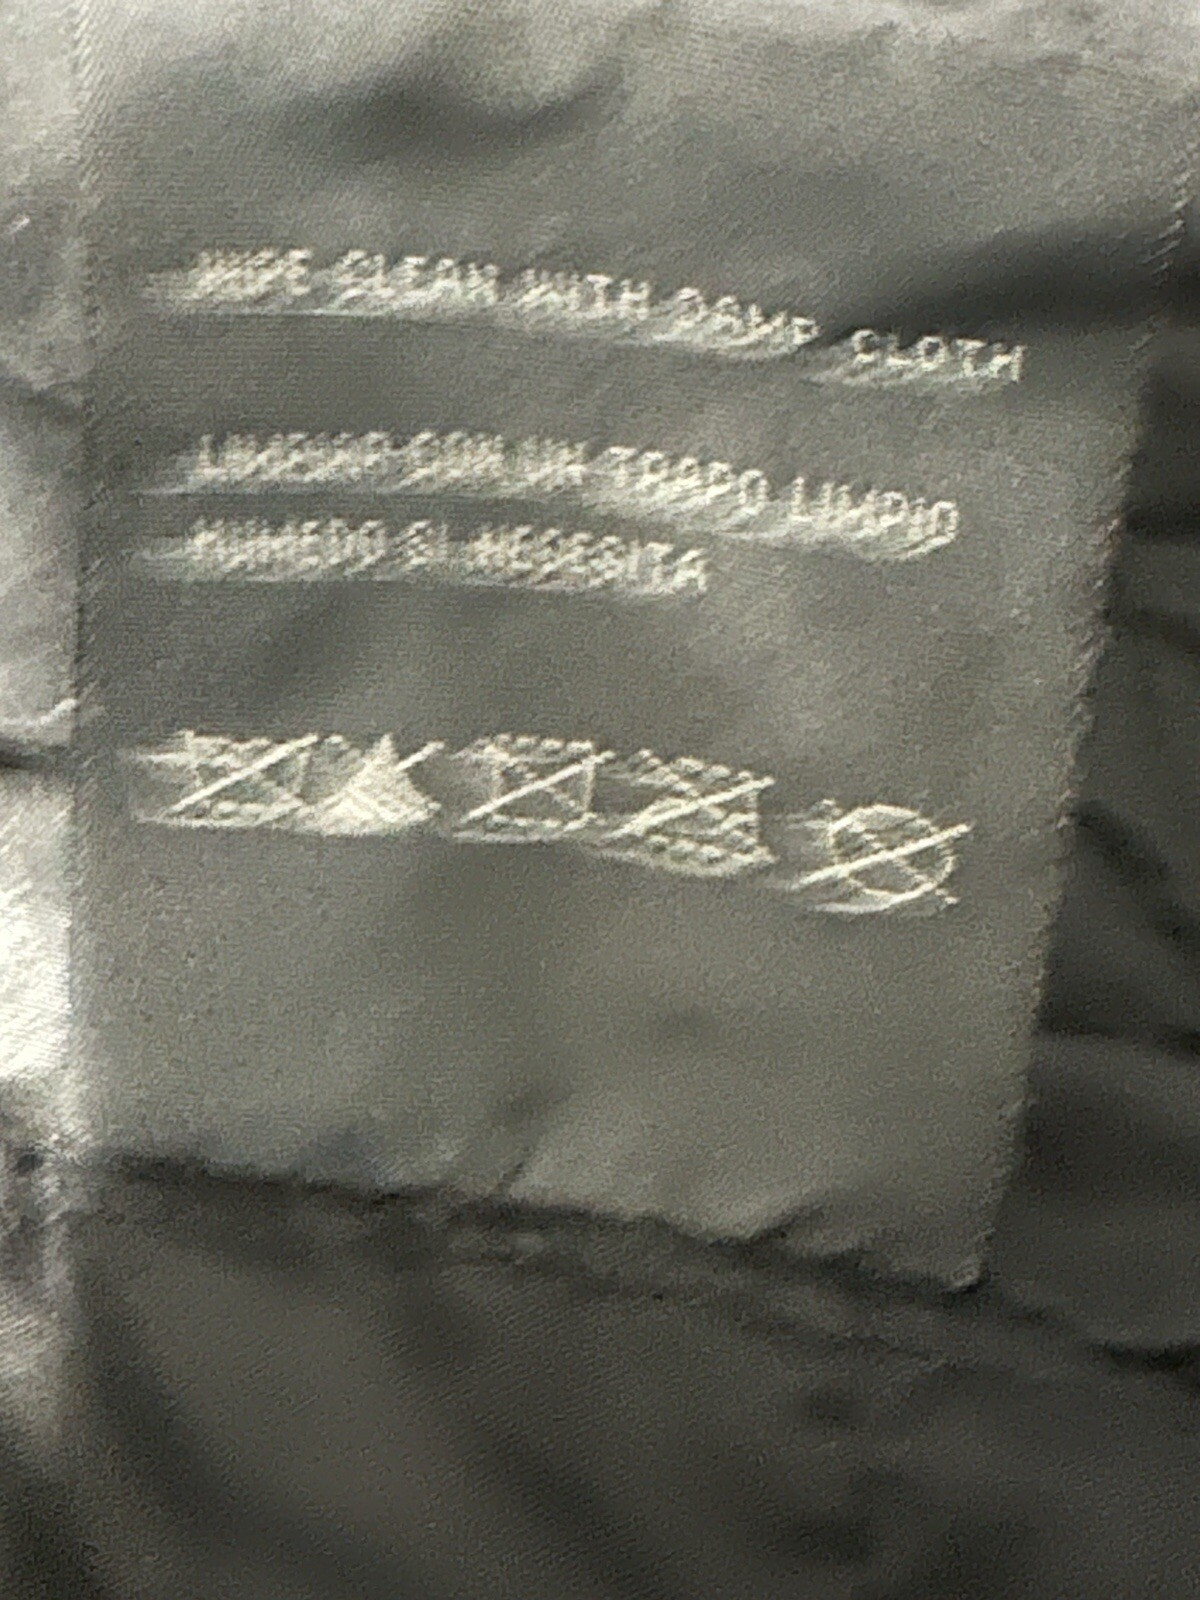 WIPE CLEAN WITH DAMP CLOTH
LIMPIAR CON UN TRAPO LIMPIO
HUMEDO SI NECESITA